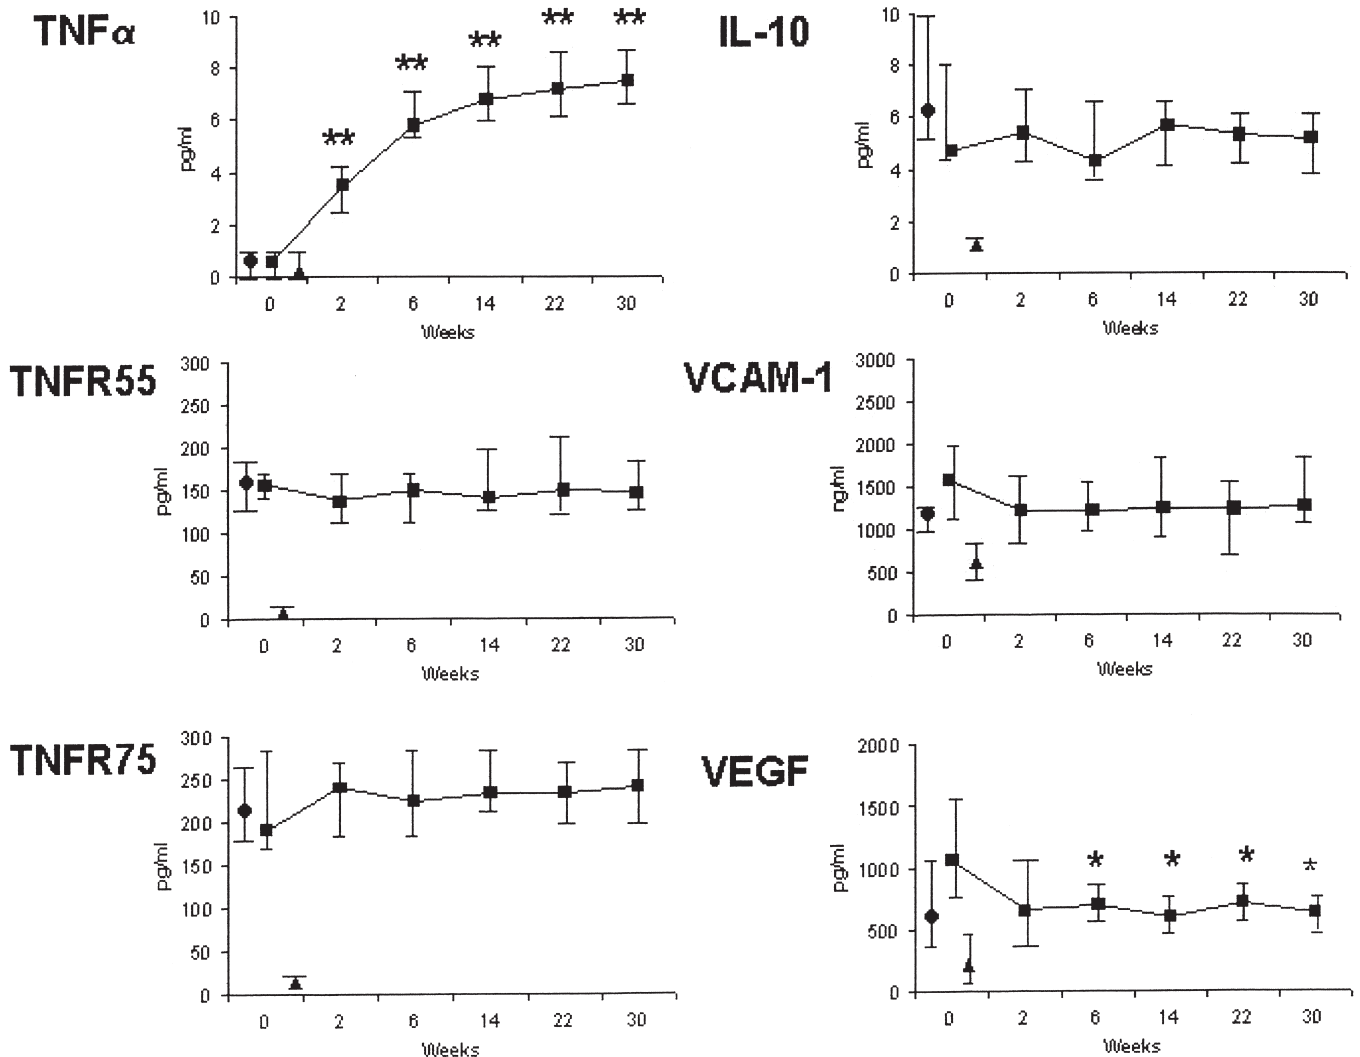 TNFα
10
8
6
4
2
0
pg/ml
** ** ** ** **
0 2 6 14 22 30
Weeks
IL-10
10
8
6
4
2
0
pg/ml
0 2 6 14 22 30
Weeks
TNFR55
300
250
200
150
100
50
0
pg/ml
0 2 6 14 22 30
Weeks
VCAM-1
3000
2500
2000
1500
1000
500
0
ng/ml
0 2 6 14 22 30
Weeks
TNFR75
300
250
200
150
100
50
0
pg/ml
0 2 6 14 22 30
Weeks
VEGF
2000
1500
1000
500
0
pg/ml
* * * *
0 2 6 14 22 30
Weeks